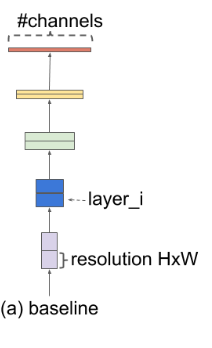 #channels
layer_i
resolution HxW
(a) baseline